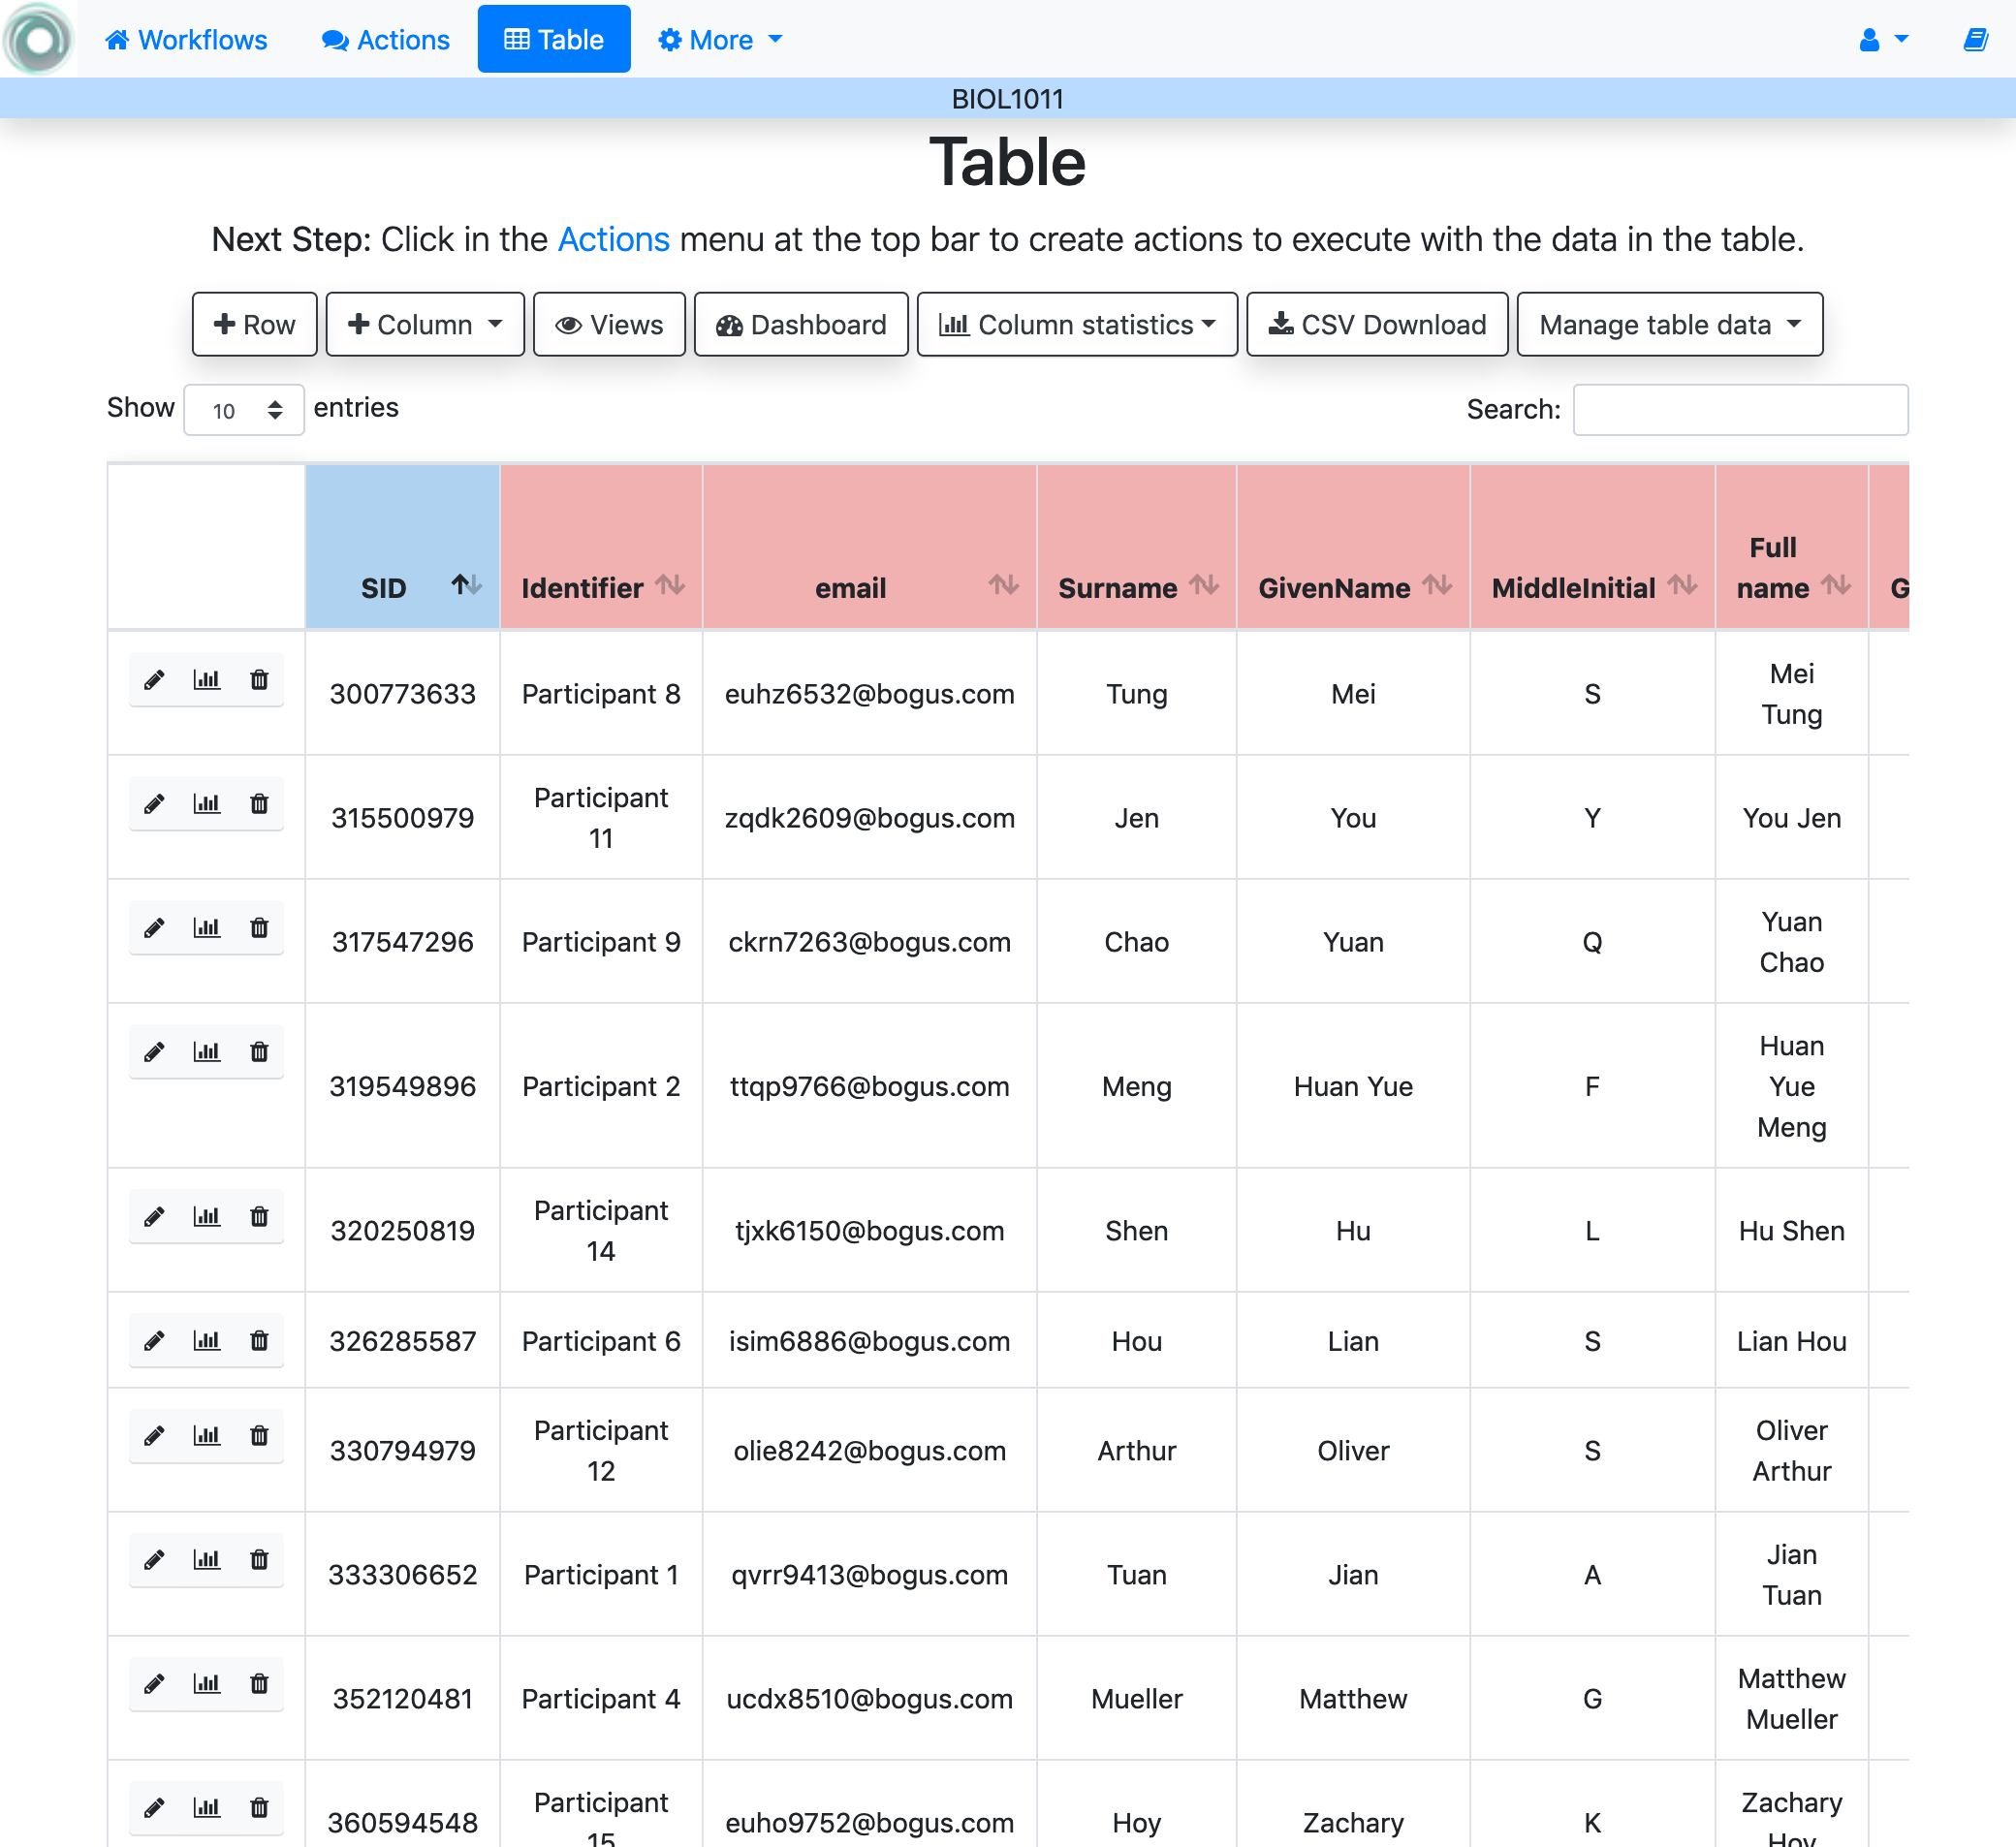 Workflows Actions Table More
BIOL1011
Table
Next Step: Click in the Actions menu at the top bar to create actions to execute with the data in the table.
Row Column Views Dashboard Column statistics CSV Download Manage table data
Show 10 entries Search:
SID Identifier email Surname GivenName MiddleInitial Full name G
300773633 Participant 8 euhz6532@bogus.com Tung Mei S Mei Tung
315500979 Participant 11 zqdk2609@bogus.com Jen You Y You Jen
317547296 Participant 9 ckrn7263@bogus.com Chao Yuan Q Yuan Chao
319549896 Participant 2 ttqp9766@bogus.com Meng Huan Yue F Huan Yue Meng
320250819 Participant 14 tjxk6150@bogus.com Shen Hu L Hu Shen
326285587 Participant 6 isim6886@bogus.com Hou Lian S Lian Hou
330794979 Participant 12 olie8242@bogus.com Arthur Oliver S Oliver Arthur
333306652 Participant 1 qvrr9413@bogus.com Tuan Jian A Jian Tuan
352120481 Participant 4 ucdx8510@bogus.com Mueller Matthew G Matthew Mueller
360594548 Participant 15 euho9752@bogus.com Hoy Zachary K Zachary Hoy